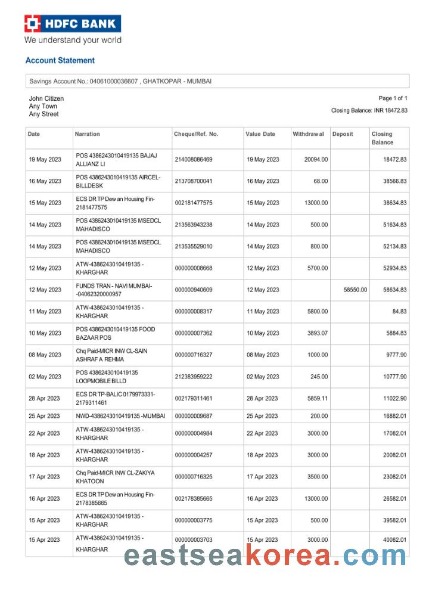 HDFC BANK
We understand your world
Account Statement
Savings Account No.: 04061000036607 , GHATKOPAR - MUMBAI
John Citizen
Any Town
Any Street
Page 1 of 1
Closing Balance: INR 18472.83
Date Narration Cheque/Ref. No. Value Date Withdrawal Deposit Closing Balance
19 May 2023 POS 4386243010419135 BAJAJ ALLIANZ LI 214008086469 19 May 2023 20094.00 18472.83
16 May 2023 POS 4386243010419135 AIRCEL-BILLDESK 213708700041 16 May 2023 68.00 38566.83
15 May 2023 ECS DR TP Dewan Housing Fin-2181477575 002181477575 15 May 2023 13000.00 38634.83
14 May 2023 POS 4386243010419135 MSEDCL MAHADISCO 213563943238 14 May 2023 500.00 51634.83
14 May 2023 POS 4386243010419135 MSEDCL MAHADISCO 213535529010 14 May 2023 800.00 52134.83
12 May 2023 ATW-4386243010419135 -KHARGHAR 000000008668 12 May 2023 5700.00 52934.83
12 May 2023 FUNDS TRAN - NAVI MUMBAI--04062320000957 000000940609 12 May 2023 58550.00 58634.83
11 May 2023 ATW-4386243010419135 -KHARGHAR 000000008317 11 May 2023 5800.00 84.83
10 May 2023 POS 4386243010419135 FOOD BAZAAR POS 000000007362 10 May 2023 3893.07 5884.83
08 May 2023 Chq Paid-MICR INW CL-SAIN ASHRAF A REHMA 000000716327 08 May 2023 1000.00 9777.90
02 May 2023 POS 4386243010419135 LOOPMOBILE BILLD 212383959222 02 May 2023 245.00 10777.90
26 Apr 2023 ECS DR TP-BALIC 0179973331-2179311461 002179311461 26 Apr 2023 5859.11 11022.90
25 Apr 2023 NWD-4386243010419135 -MUMBAI 000000009687 25 Apr 2023 200.00 16882.01
22 Apr 2023 ATW-4386243010419135 -KHARGHAR 000000004984 22 Apr 2023 3000.00 17082.01
18 Apr 2023 ATW-4386243010419135 -KHARGHAR 000000004257 18 Apr 2023 3000.00 20082.01
17 Apr 2023 Chq Paid-MICR INW CL-ZAKIYA KHATOON 000000716326 17 Apr 2023 3500.00 23082.01
16 Apr 2023 ECS DR TP Dewan Housing Fin-2178385665 002178385665 16 Apr 2023 13000.00 26582.01
15 Apr 2023 ATW-4386243010419135 -KHARGHAR 000000003775 15 Apr 2023 500.00 39582.01
15 Apr 2023 ATW-4386243010419135 -KHARGHAR 000000003703 15 Apr 2023 3000.00 40082.01
eastseakorea.com